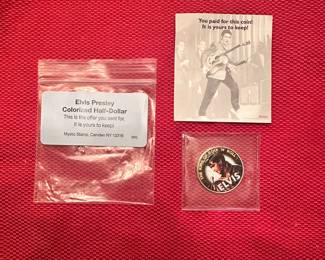 Elvis Presley
Colorized Half-Dollar
This is the offer you sent for.
It is yours to keep!
Mystic Stamp, Camden NY 13316
You paid for this coin!
It is yours to keep!
ELVIS